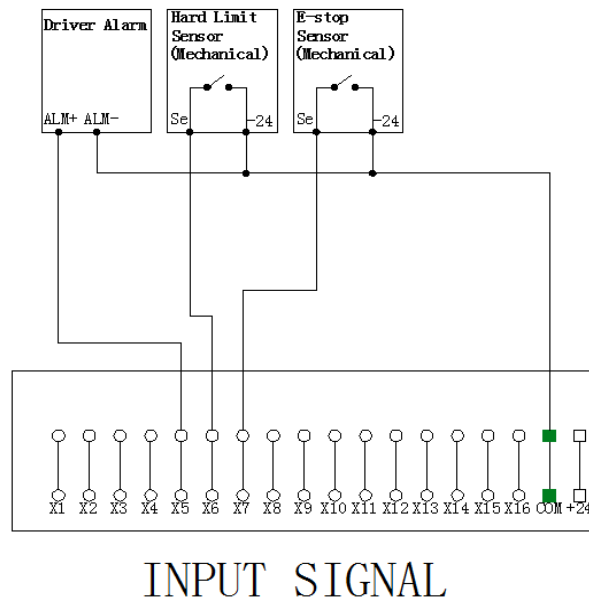 Driver Alarm
ALM+ ALM-
Hard Limit
Sensor
(Mechanical)
Se -24
E-stop
Sensor
(Mechanical)
Se -24
X1 X2 X3 X4 X5 X6 X7 X8 X9 X10 X11 X12 X13 X14 X15 X16 COM +24
INPUT SIGNAL